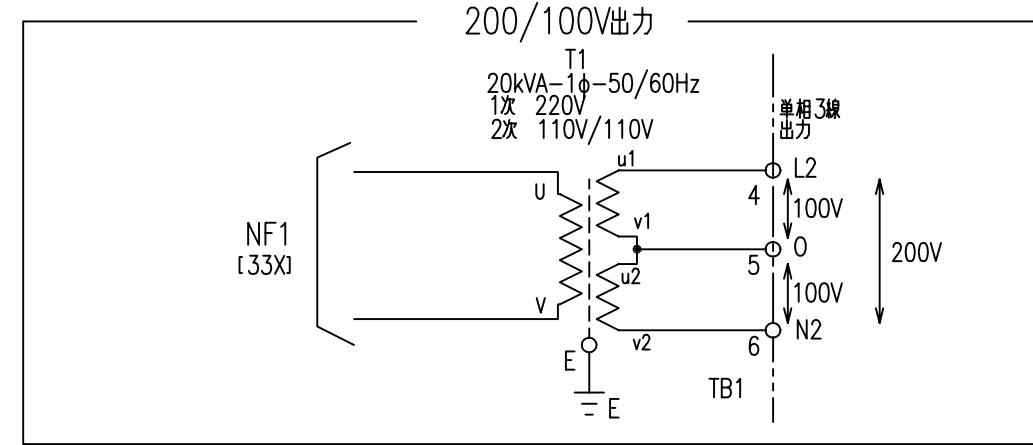 200/100V出力
T1
20kVA-1φ-50/60Hz
1次 220V
2次 110V/110V
単相3線
出力
u1
L2
U
4
100V
v1
NF1
[33X]
O
5
200V
u2
100V
V
N2
v2
6
E
TB1
E